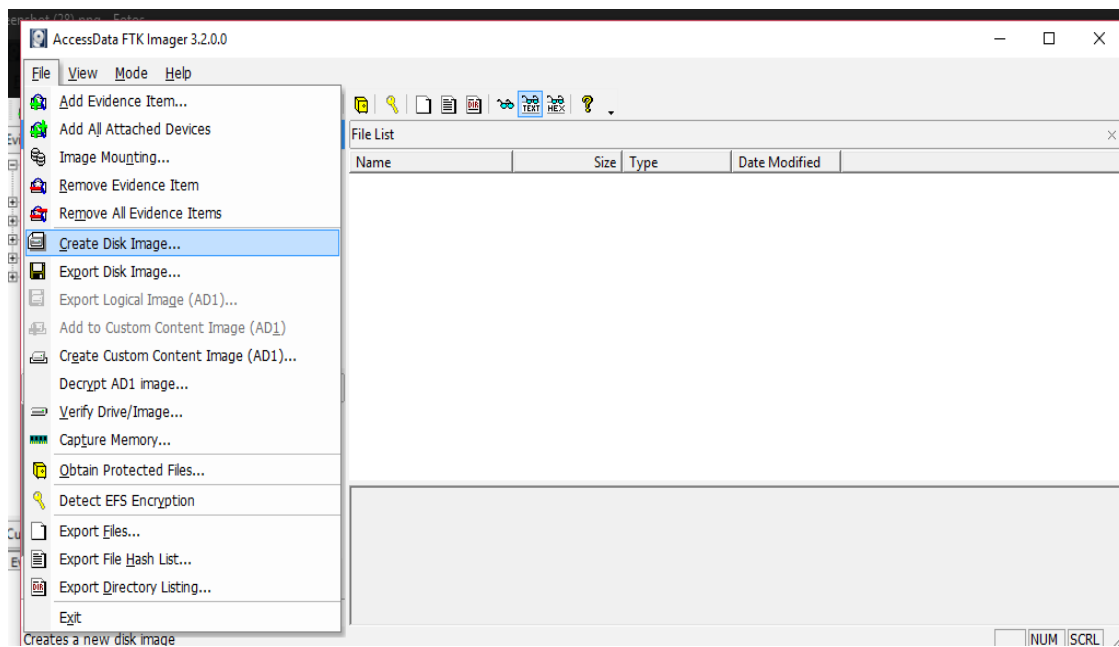 AccessData FTK Imager 3.2.0.0
File View Mode Help
Add Evidence Item...
Add All Attached Devices
Image Mounting...
Remove Evidence Item
Remove All Evidence Items
Create Disk Image...
Export Disk Image...
Export Logical Image (AD1)...
Add to Custom Content Image (AD1)
Create Custom Content Image (AD1)...
Decrypt AD1 image...
Verify Drive/Image...
Capture Memory...
Obtain Protected Files...
Detect EFS Encryption
Export Files...
Export File Hash List...
Export Directory Listing...
Exit
TEXT HEX
File List
Name Size Type Date Modified
Creates a new disk image
NUM SCRL